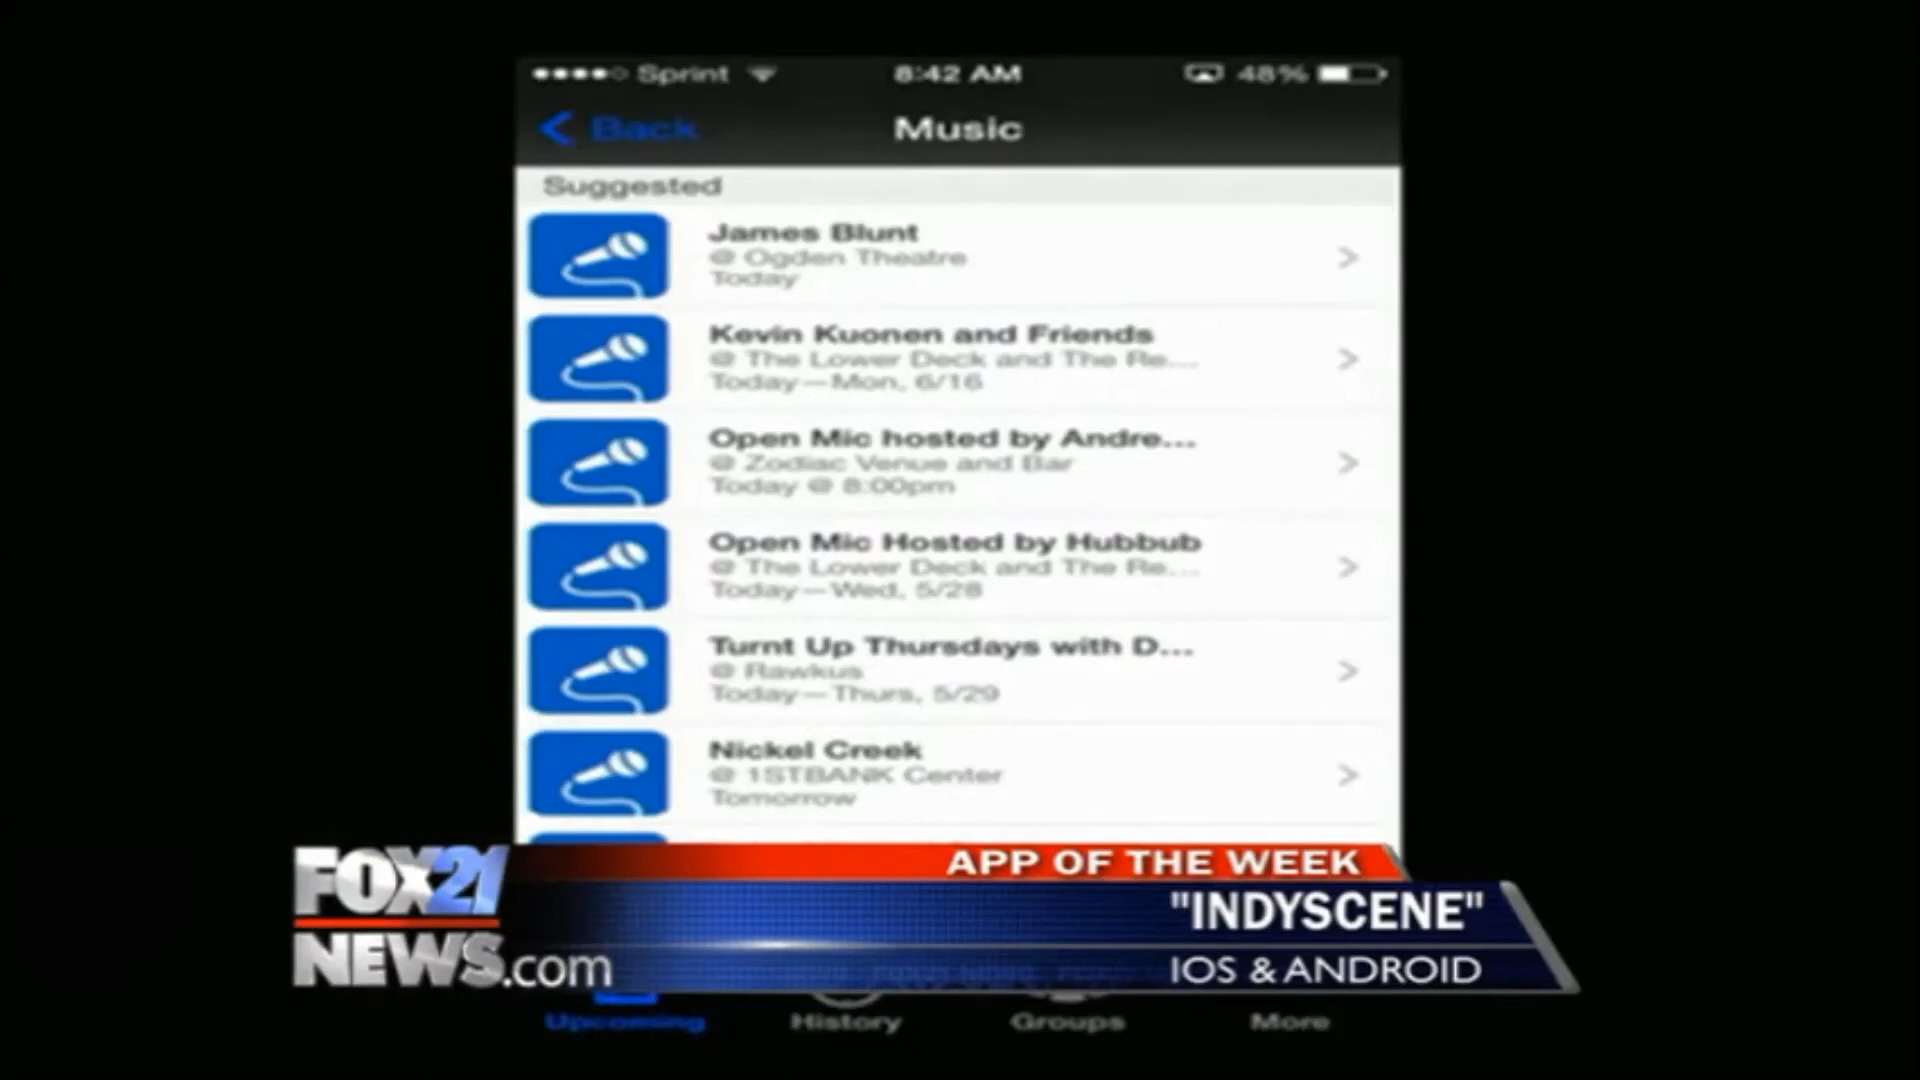 Sprint 8:42 AM 48%
Back Music
Suggested
James Blunt
@ Ogden Theatre
Today
Kevin Kuonen and Friends
@ The Lower Deck and The Re...
Today—Mon, 6/16
Open Mic hosted by Andre...
@ Zodiac Venue and Bar
Today @ 8:00pm
Open Mic Hosted by Hubbub
@ The Lower Deck and The Re...
Today—Wed, 5/28
Turnt Up Thursdays with D...
@ Rawkus
Today—Thurs, 5/29
Nickel Creek
@ 1STBANK Center
Tomorrow
APP OF THE WEEK
"INDYSCENE"
IOS & ANDROID
FOX21
NEWS.com
Upcoming History Groups More